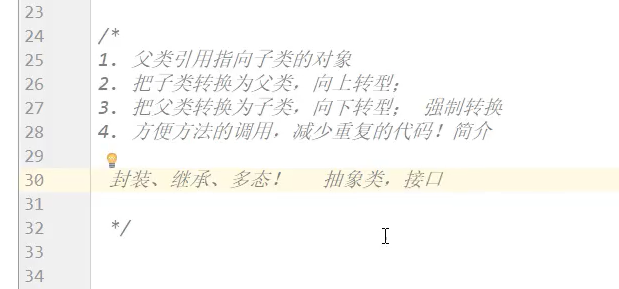 23
24 /*
25 1. 父类引用指向子类的对象
26 2. 把子类转换为父类，向上转型；
27 3. 把父类转换为子类，向下转型； 强制转换
28 4. 方便方法的调用，减少重复的代码！简介
29
30 封装、继承、多态！ 抽象类，接口
31
32 */
33
34